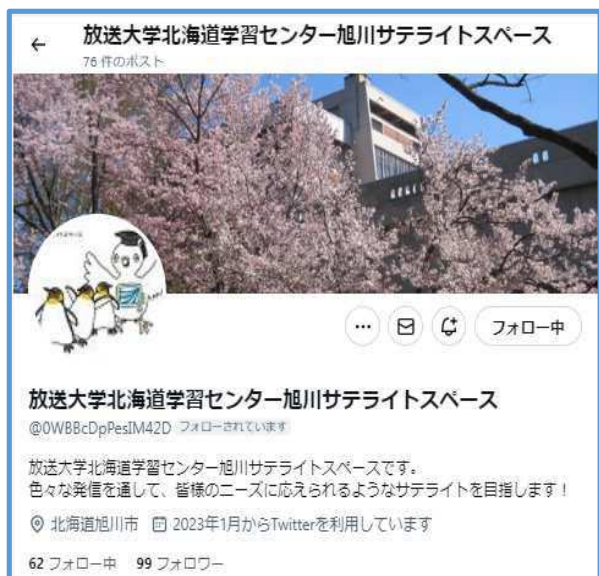 放送大学北海道学習センター旭川サテライトスペース
76 件のポスト
フォロー中
放送大学北海道学習センター旭川サテライトスペース
@0WBBcDpPesIM42D フォローされています
放送大学北海道学習センター旭川サテライトスペースです。
色々な発信を通して、皆様のニーズに応えられるようなサテライトを目指します！
北海道旭川市 2023年1月からTwitterを利用しています
62 フォロー中 99 フォロワー